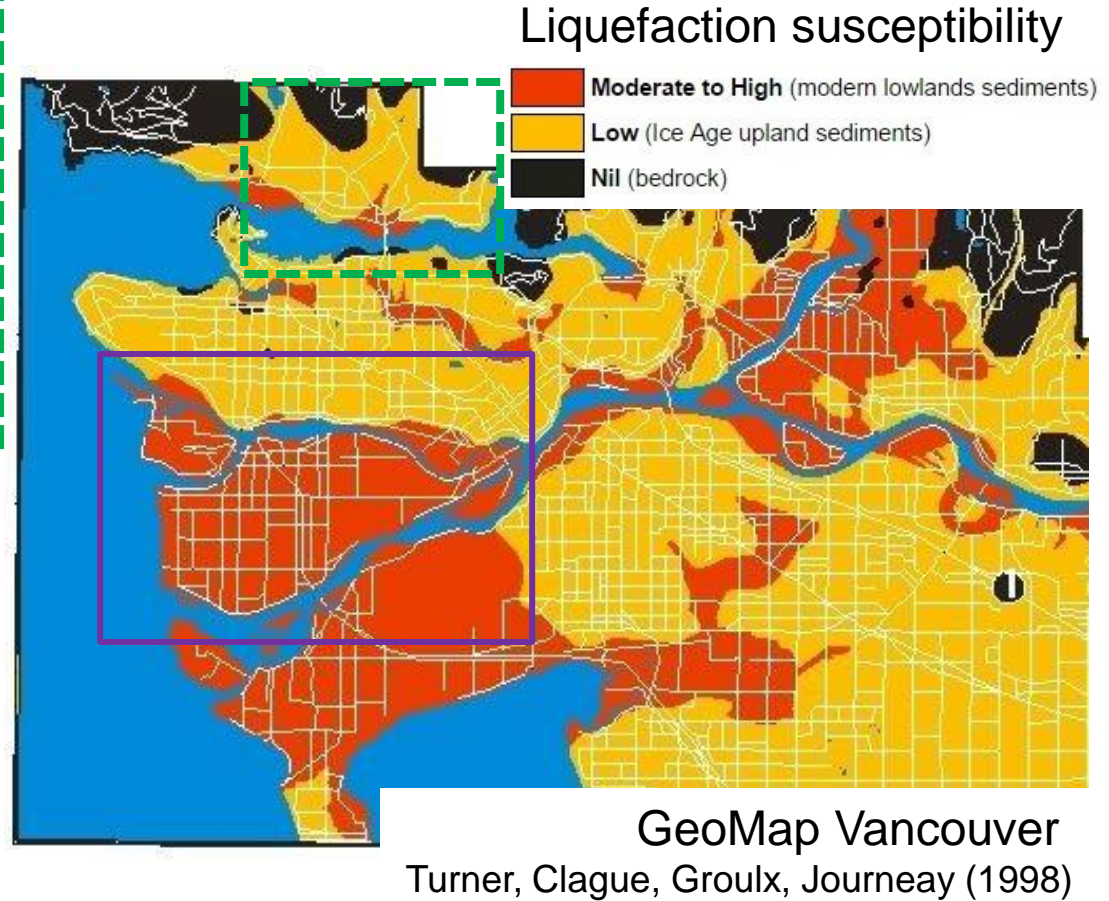 Liquefaction susceptibility
Moderate to High (modern lowlands sediments)
Low (Ice Age upland sediments)
Nil (bedrock)
1
GeoMap Vancouver
Turner, Clague, Groulx, Journeay (1998)